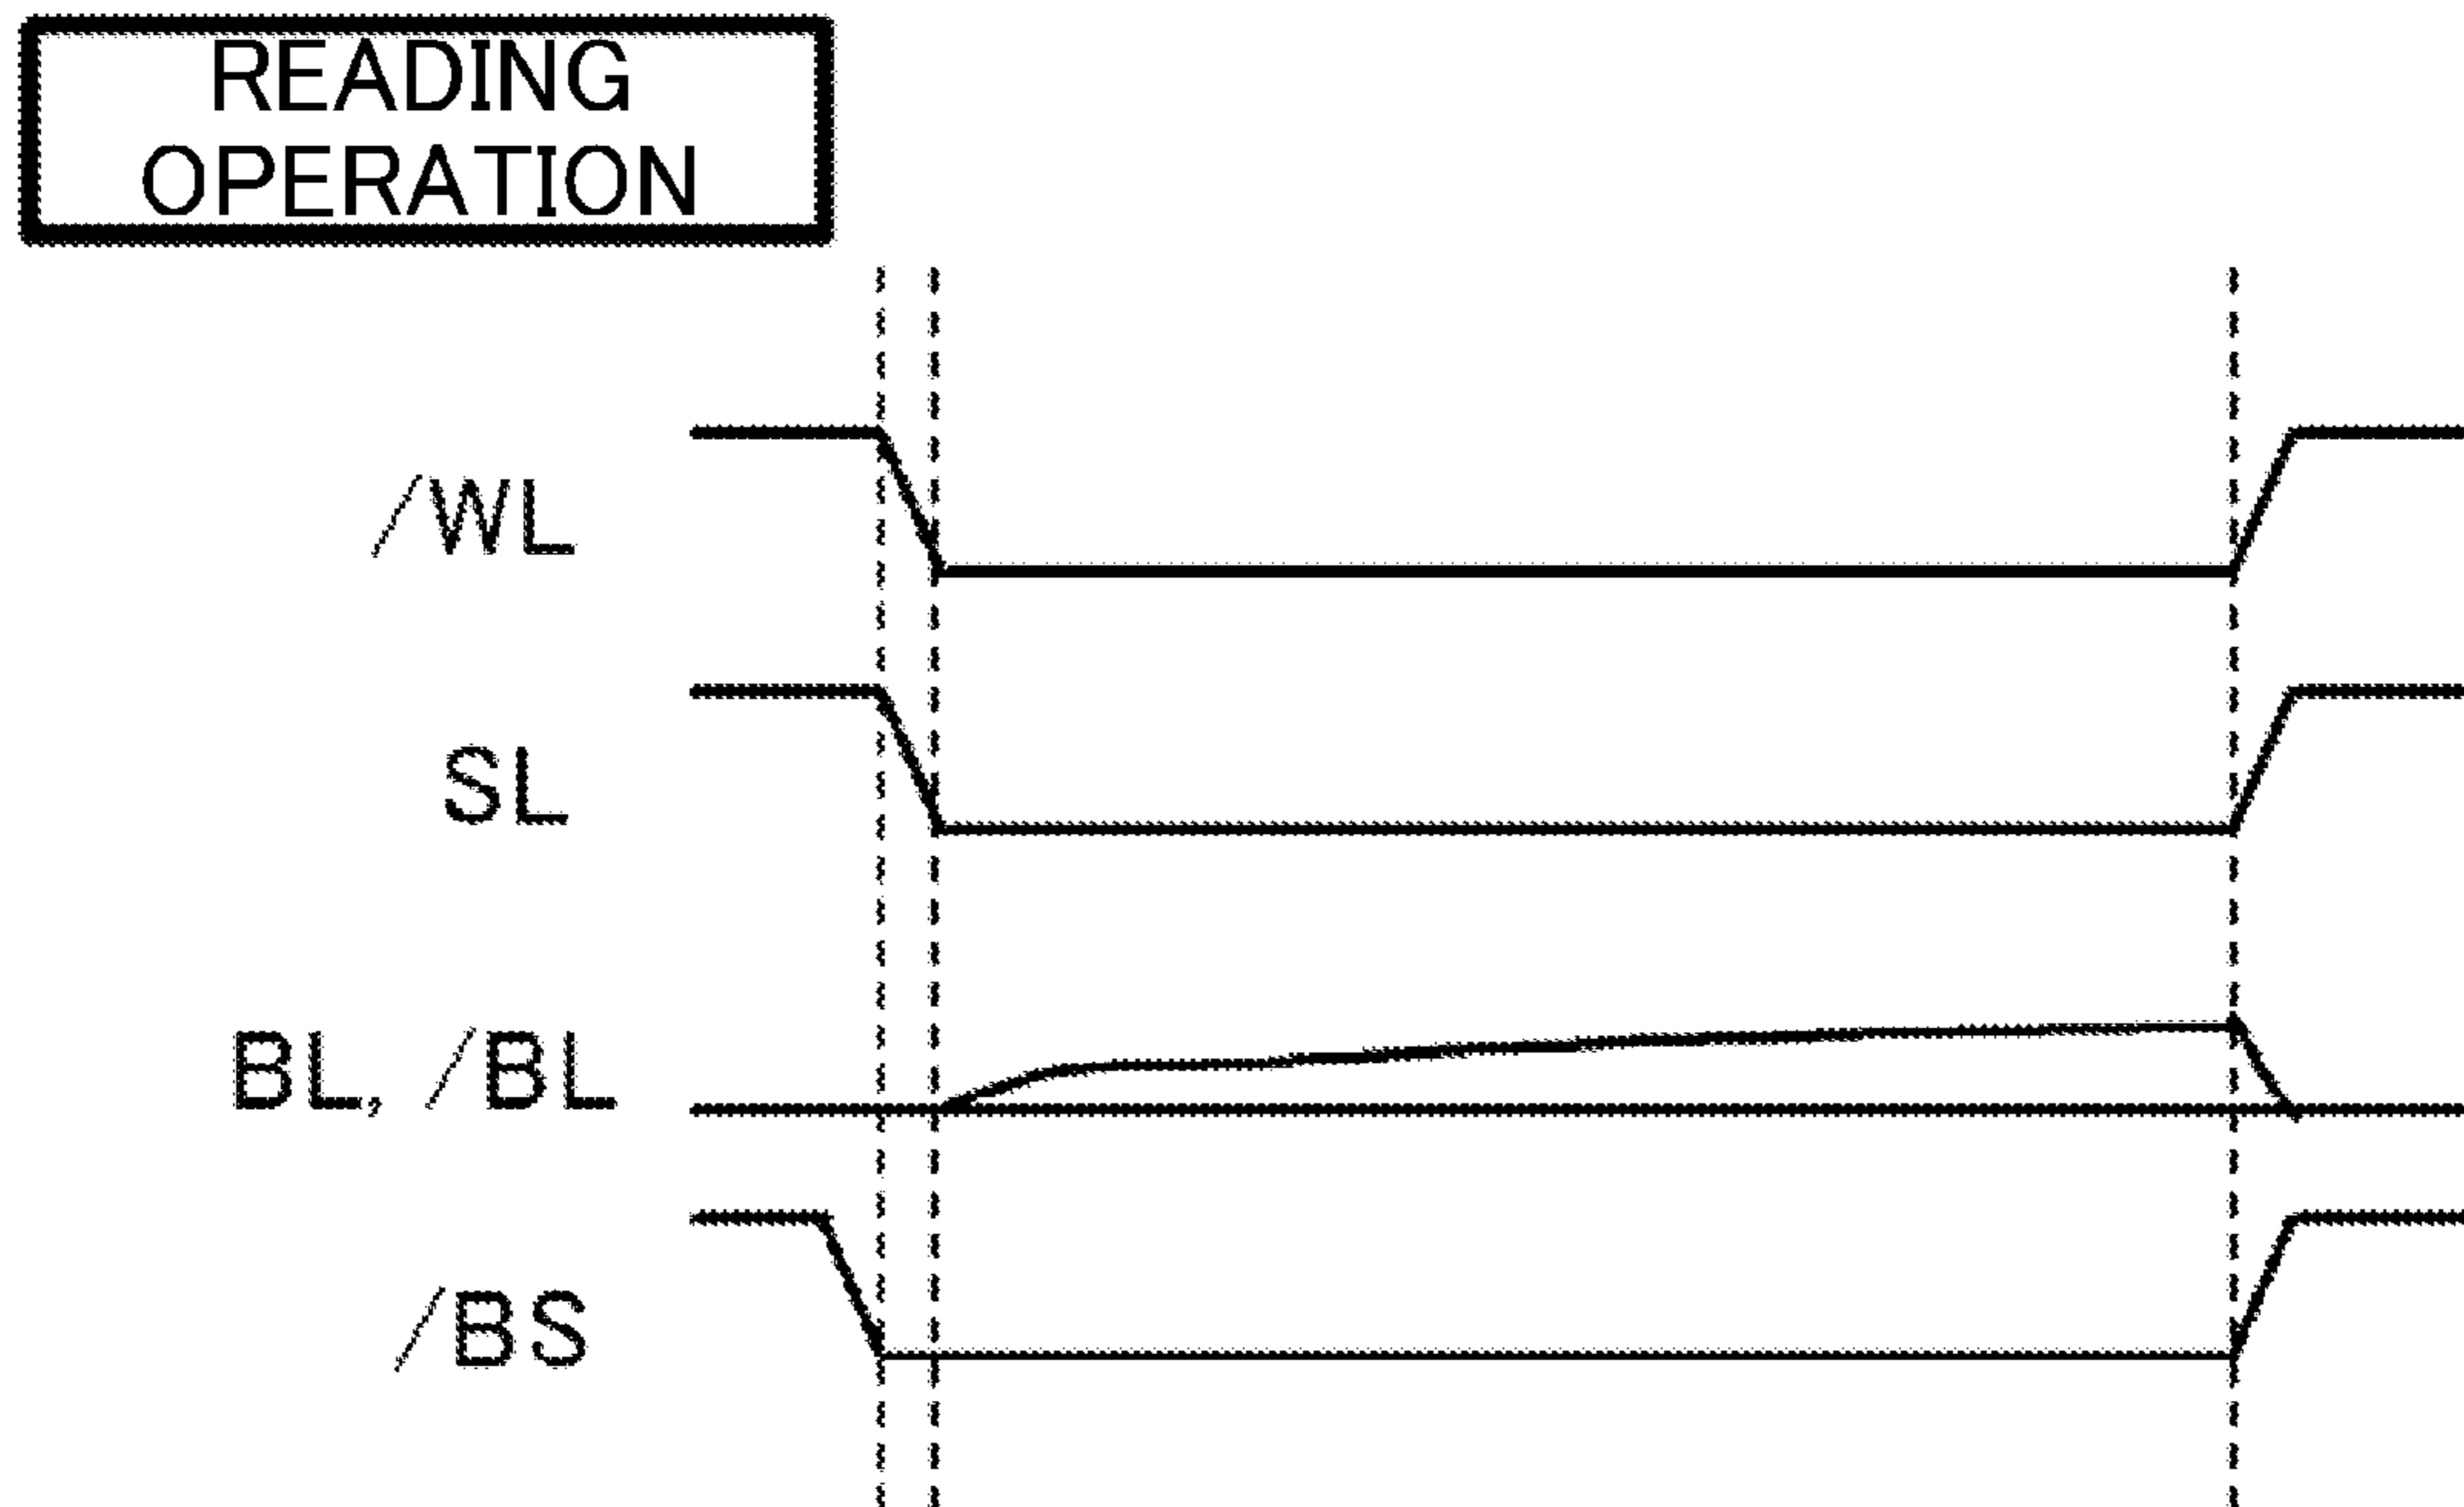 READING
OPERATION
/WL
SL
BL, /BL
/BS